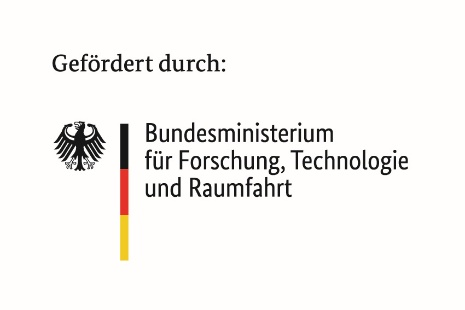 Gefördert durch:
Bundesministerium
für Forschung, Technologie
und Raumfahrt